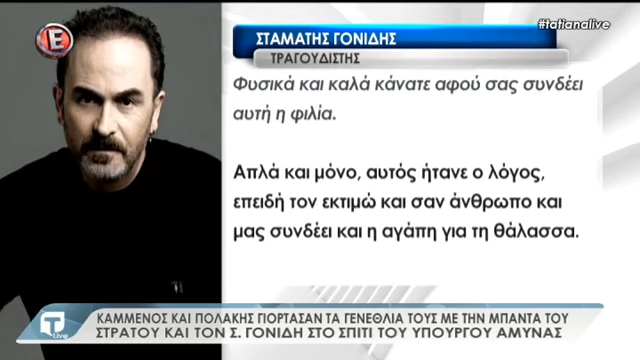 E
#tatianalive
ΣΤΑΜΑΤΗΣ ΓΟΝΙΔΗΣ
ΤΡΑΓΟΥΔΙΣΤΗΣ
Φυσικά και καλά κάνατε αφού σας συνδέει
αυτή η φιλία.
Απλά και μόνο, αυτός ήτανε ο λόγος,
επειδή τον εκτιμώ και σαν άνθρωπο και
μας συνδέει και η αγάπη για τη θάλασσα.
T
Live
ΚΑΜΜΕΝΟΣ ΚΑΙ ΠΟΛΑΚΗΣ ΓΙΟΡΤΑΣΑΝ ΤΑ ΓΕΝΕΘΛΙΑ ΤΟΥΣ ΜΕ ΤΗΝ ΜΠΑΝΤΑ ΤΟΥ
ΣΤΡΑΤΟΥ ΚΑΙ ΤΟΝ Σ. ΓΟΝΙΔΗ ΣΤΟ ΣΠΙΤΙ ΤΟΥ ΥΠΟΥΡΓΟΥ ΑΜΥΝΑΣ